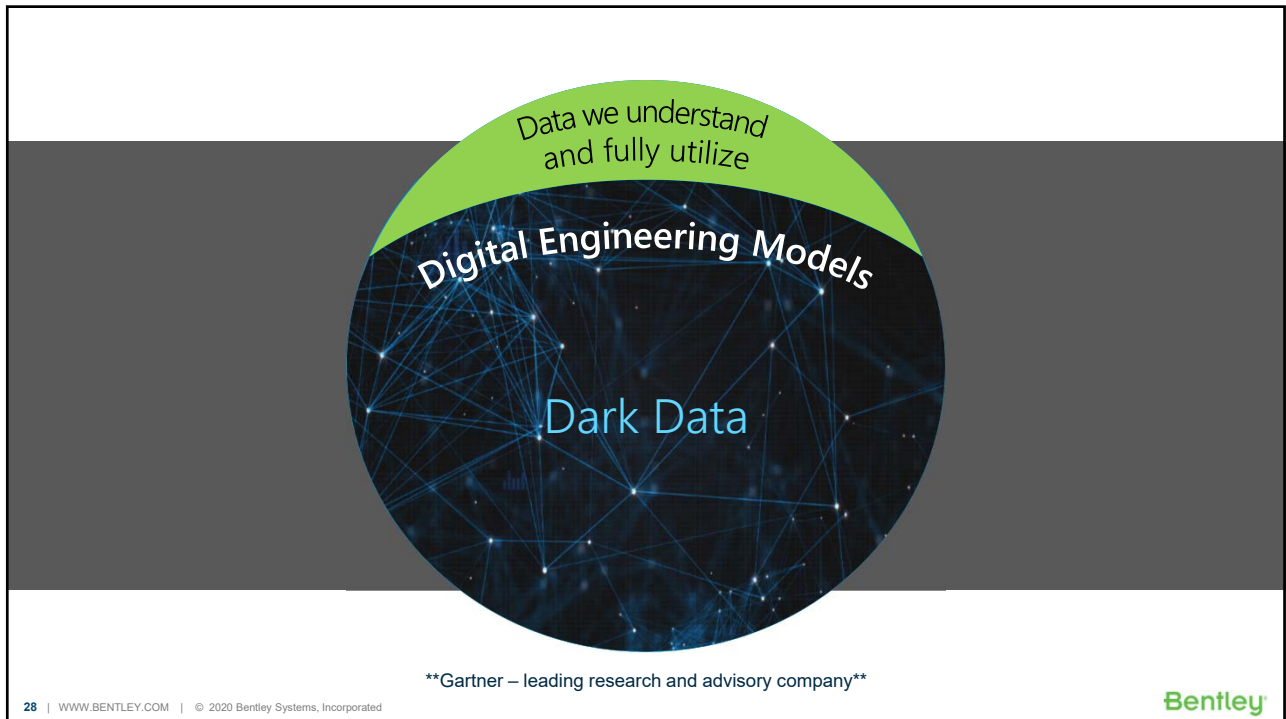 Data we understand
and fully utilize
Digital Engineering Models
Dark Data
**Gartner – leading research and advisory company**
28 | WWW.BENTLEY.COM | © 2020 Bentley Systems, Incorporated
Bentley